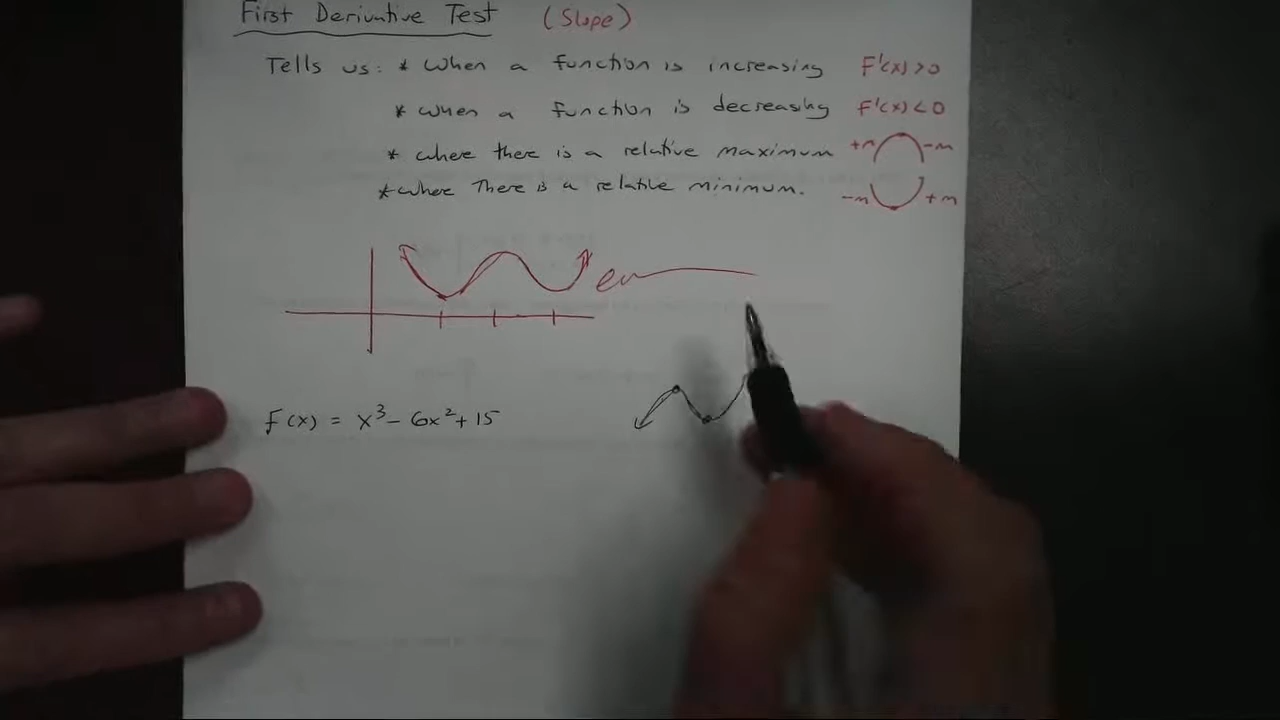 First Derivative Test (Slope)
Tells us: * When a function is increasing F'(x) > 0
* when a function is decreasing F'(x) < 0
* where there is a relative maximum +m -m
* where There is a relative minimum. -m +m
F(x) = x³ - 6x² + 15